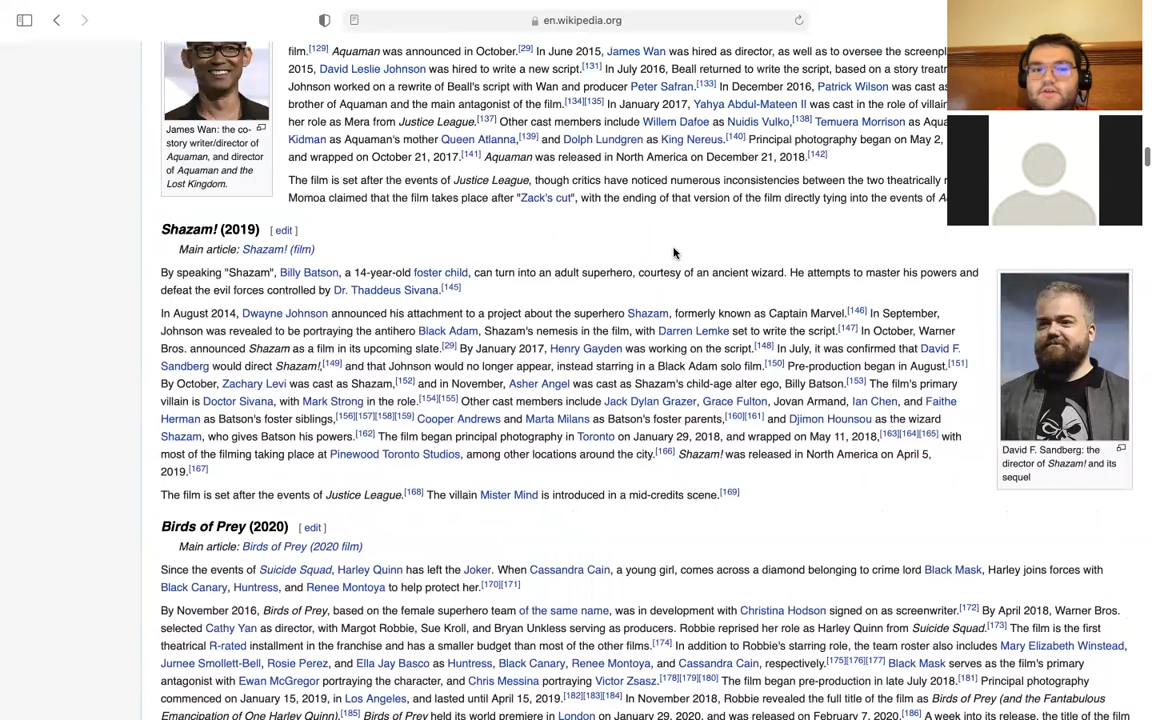 en.wikipedia.org
film.[129] Aquaman was announced in October.[29] In June 2015, James Wan was hired as director, as well as to oversee the screenpl
2015, David Leslie Johnson was hired to write a new script.[131] In July 2016, Beall returned to write the script, based on a story treatr
Johnson worked on a rewrite of Beall's script with Wan and producer Peter Safran.[133] In December 2016, Patrick Wilson was cast as
brother of Aquaman and the main antagonist of the film.[134][135] In January 2017, Yahya Abdul-Mateen II was cast in the role of villain
her role as Mera from Justice League.[137] Other cast members include Willem Dafoe as Nuidis Vulko,[138] Temuera Morrison as Aqua
Kidman as Aquaman's mother Queen Atlanna,[139] and Dolph Lundgren as King Nereus.[140] Principal photography began on May 2,
and wrapped on October 21, 2017.[141] Aquaman was released in North America on December 21, 2018.[142]
The film is set after the events of Justice League, though critics have noticed numerous inconsistencies between the two theatrically r
Momoa claimed that the film takes place after "Zack's cut", with the ending of that version of the film directly tying into the events of A
James Wan: the co-
story writer/director of
Aquaman, and director
of Aquaman and the
Lost Kingdom.
Shazam! (2019) [ edit ]
Main article: Shazam! (film)
By speaking "Shazam", Billy Batson, a 14-year-old foster child, can turn into an adult superhero, courtesy of an ancient wizard. He attempts to master his powers and
defeat the evil forces controlled by Dr. Thaddeus Sivana.[145]
In August 2014, Dwayne Johnson announced his attachment to a project about the superhero Shazam, formerly known as Captain Marvel.[146] In September,
Johnson was revealed to be portraying the antihero Black Adam, Shazam's nemesis in the film, with Darren Lemke set to write the script.[147] In October, Warner
Bros. announced Shazam as a film in its upcoming slate.[29] By January 2017, Henry Gayden was working on the script.[148] In July, it was confirmed that David F.
Sandberg would direct Shazam!,[149] and that Johnson would no longer appear, instead starring in a Black Adam solo film.[150] Pre-production began in August.[151]
By October, Zachary Levi was cast as Shazam,[152] and in November, Asher Angel was cast as Shazam's child-age alter ego, Billy Batson.[153] The film's primary
villain is Doctor Sivana, with Mark Strong in the role.[154][155] Other cast members include Jack Dylan Grazer, Grace Fulton, Jovan Armand, Ian Chen, and Faithe
Herman as Batson's foster siblings,[156][157][158][159] Cooper Andrews and Marta Milans as Batson's foster parents,[160][161] and Djimon Hounsou as the wizard
Shazam, who gives Batson his powers.[162] The film began principal photography in Toronto on January 29, 2018, and wrapped on May 11, 2018,[163][164][165] with
most of the filming taking place at Pinewood Toronto Studios, among other locations around the city.[166] Shazam! was released in North America on April 5,
2019.[167]
The film is set after the events of Justice League.[168] The villain Mister Mind is introduced in a mid-credits scene.[169]
David F. Sandberg: the
director of Shazam! and its
sequel
Birds of Prey (2020) [ edit ]
Main article: Birds of Prey (2020 film)
Since the events of Suicide Squad, Harley Quinn has left the Joker. When Cassandra Cain, a young girl, comes across a diamond belonging to crime lord Black Mask, Harley joins forces with
Black Canary, Huntress, and Renee Montoya to help protect her.[170][171]
By November 2016, Birds of Prey, based on the female superhero team of the same name, was in development with Christina Hodson signed on as screenwriter.[172] By April 2018, Warner Bros.
selected Cathy Yan as director, with Margot Robbie, Sue Kroll, and Bryan Unkless serving as producers. Robbie reprised her role as Harley Quinn from Suicide Squad.[173] The film is the first
theatrical R-rated installment in the franchise and has a smaller budget than most of the other films.[174] In addition to Robbie's starring role, the team roster also includes Mary Elizabeth Winstead,
Jurnee Smollett-Bell, Rosie Perez, and Ella Jay Basco as Huntress, Black Canary, Renee Montoya, and Cassandra Cain, respectively.[175][176][177] Black Mask serves as the film's primary
antagonist with Ewan McGregor portraying the character, and Chris Messina portraying Victor Zsasz.[178][179][180] The film began pre-production in late July 2018.[181] Principal photography
commenced on January 15, 2019, in Los Angeles, and lasted until April 15, 2019.[182][183][184] In November 2018, Robbie revealed the full title of the film as Birds of Prey (and the Fantabulous
Emancipation of One Harley Quinn).[185] Birds of Prey held its world premiere in London on January 29, 2020, and was released on February 7, 2020.[186] A week into its release, the title of the film